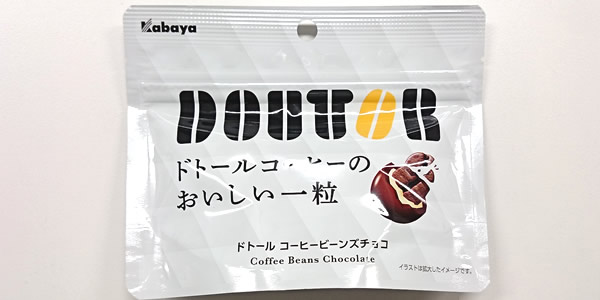 Kabaya
DOUTOR
ドトールコーヒーの
おいしい一粒
ドトール コーヒービーンズチョコ
Coffee Beans Chocolate
イラストは拡大したイメージです。